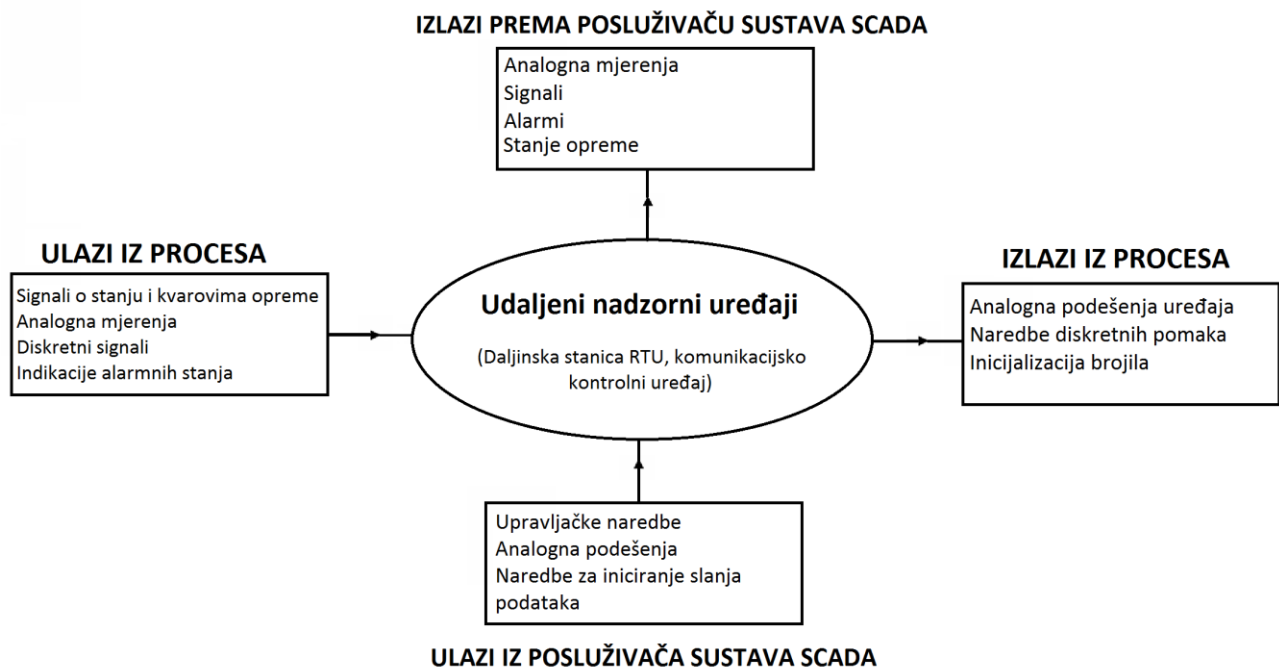 IZLAZI PREMA POSLUŽIVAČU SUSTAVA SCADA
Analogna mjerenja
Signali
Alarmi
Stanje opreme
ULAZI IZ PROCESA
Signali o stanju i kvarovima opreme
Analogna mjerenja
Diskretni signali
Indikacije alarmnih stanja
Udaljeni nadzorni uređaji
(Daljinska stanica RTU, komunikacijsko
kontrolni uređaj)
IZLAZI IZ PROCESA
Analogna podešenja uređaja
Naredbe diskretnih pomaka
Inicijalizacija brojila
Upravljačke naredbe
Analogna podešenja
Naredbe za iniciranje slanja
podataka
ULAZI IZ POSLUŽIVAČA SUSTAVA SCADA